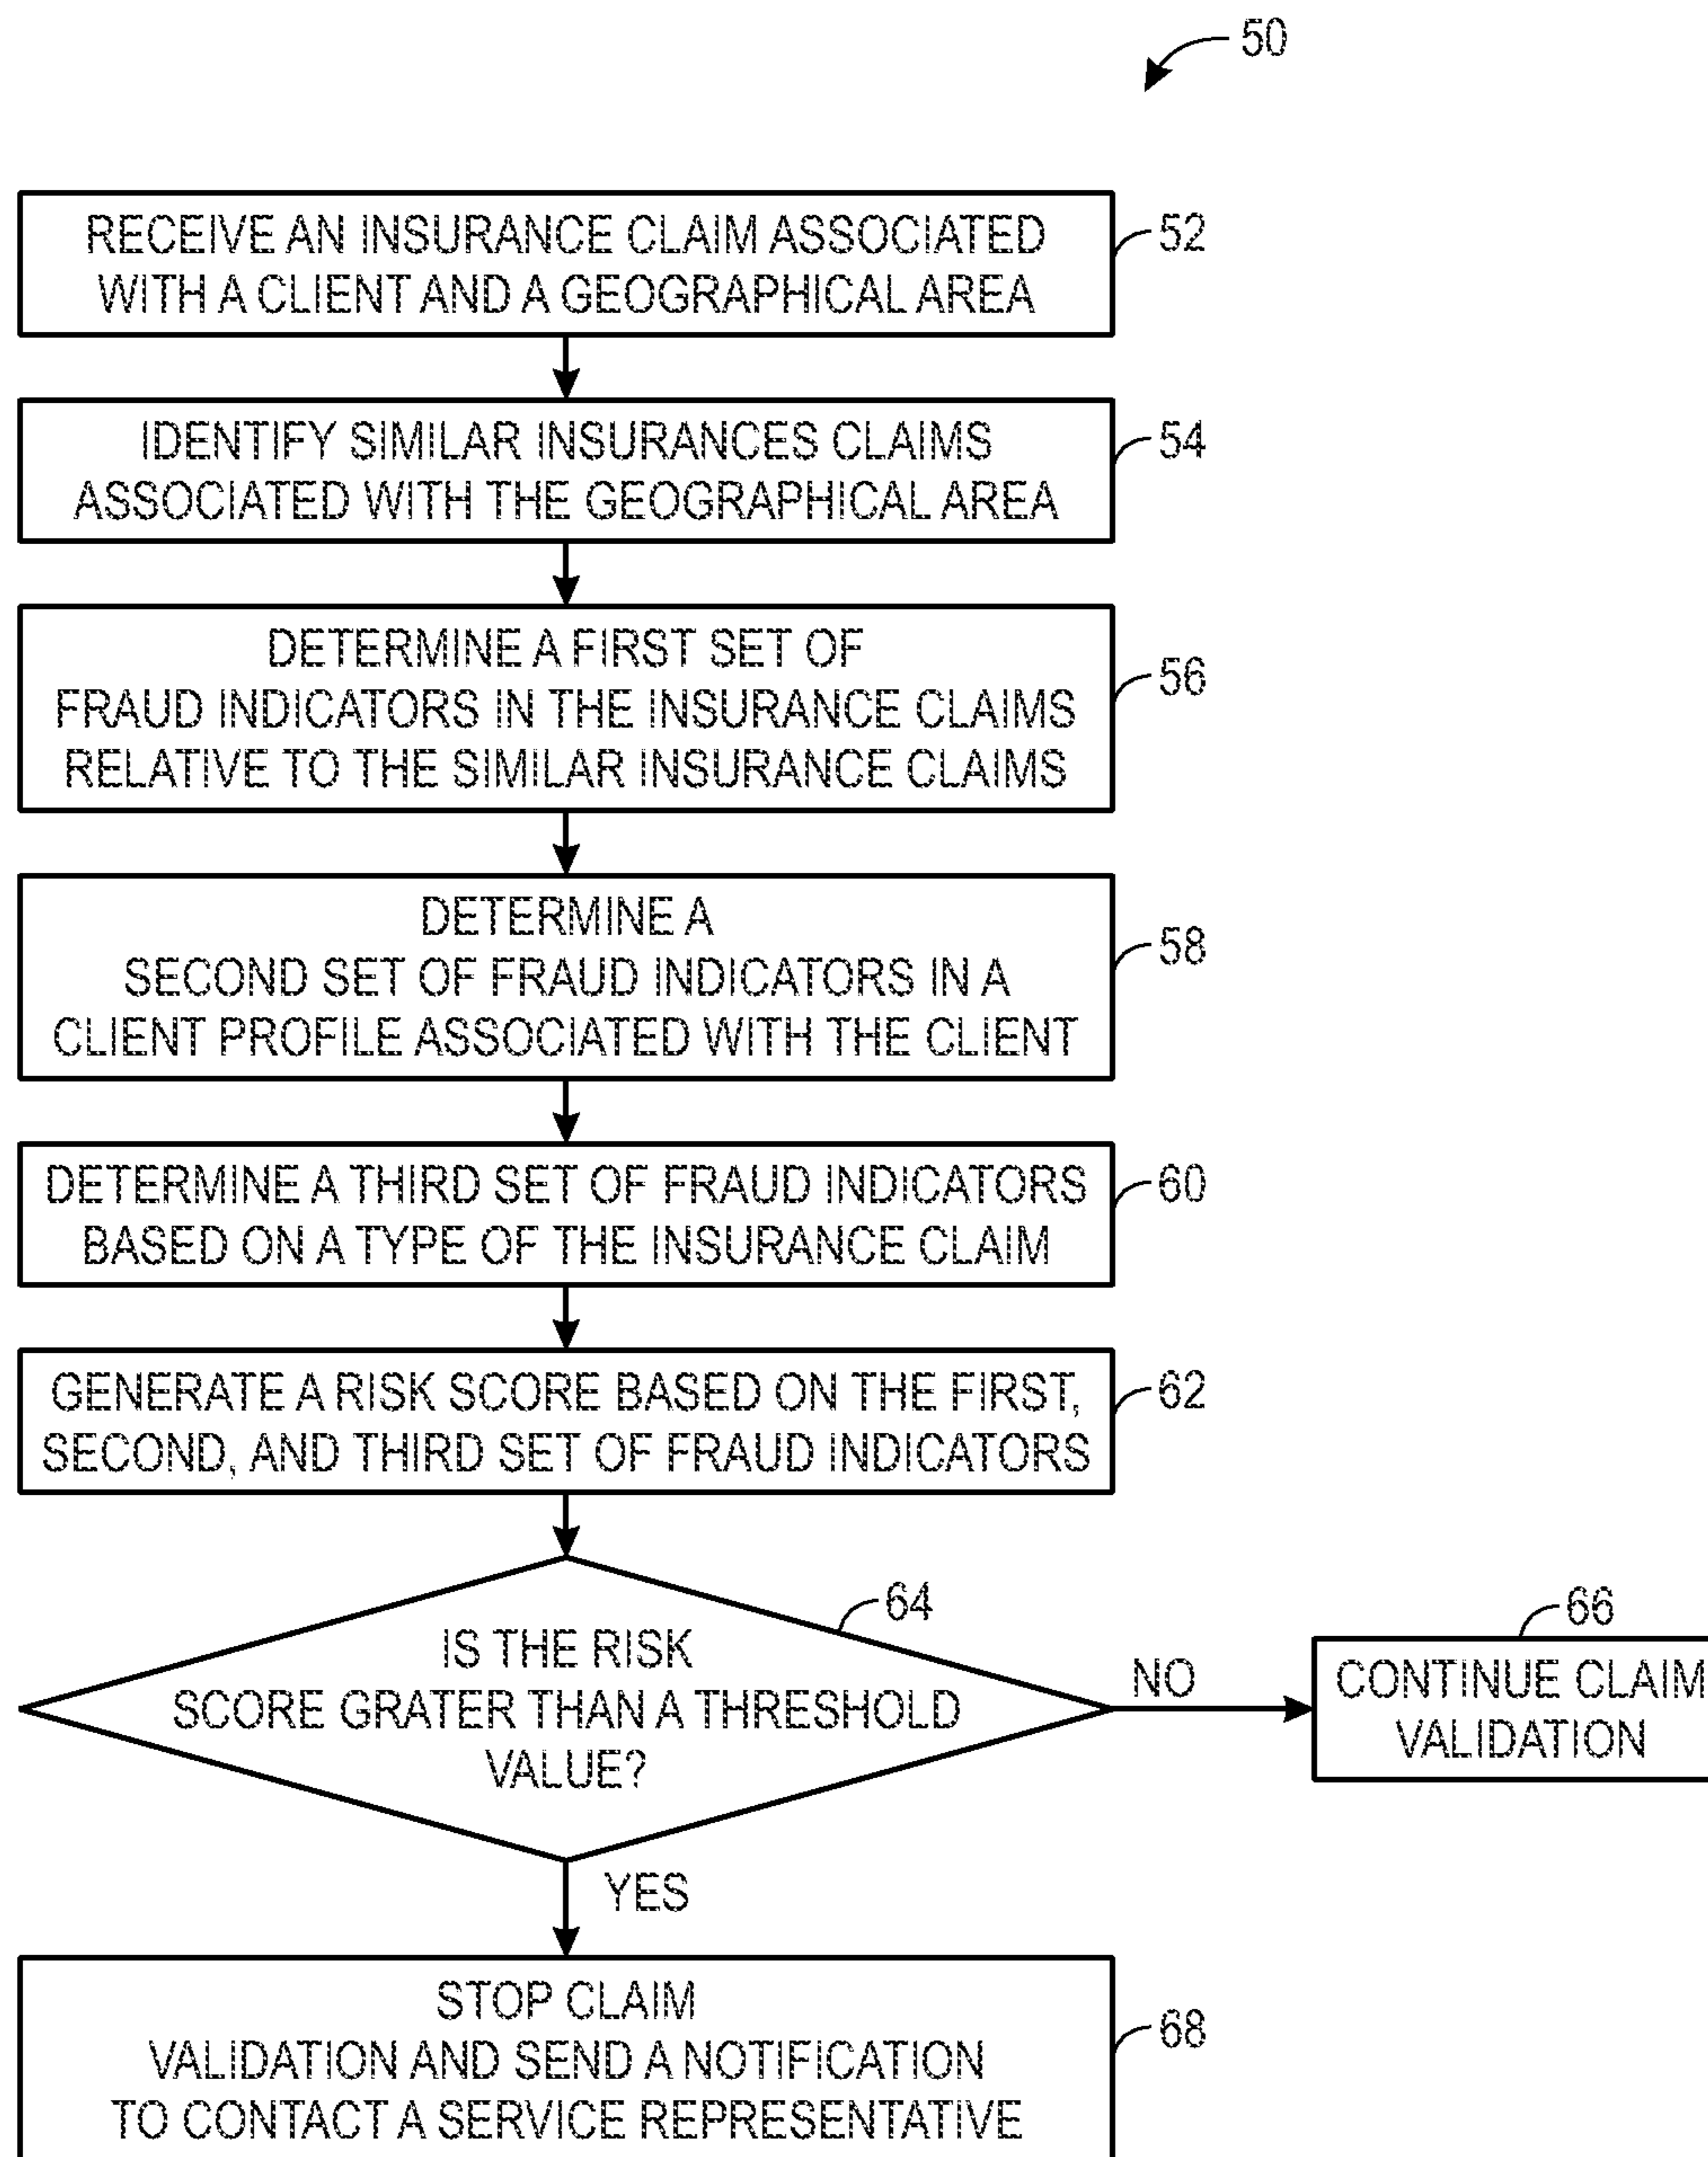 50
RECEIVE AN INSURANCE CLAIM ASSOCIATED
WITH A CLIENT AND A GEOGRAPHICAL AREA
52
IDENTIFY SIMILAR INSURANCES CLAIMS
ASSOCIATED WITH THE GEOGRAPHICAL AREA
54
DETERMINE A FIRST SET OF
FRAUD INDICATORS IN THE INSURANCE CLAIMS
RELATIVE TO THE SIMILAR INSURANCE CLAIMS
56
DETERMINE A
SECOND SET OF FRAUD INDICATORS IN A
CLIENT PROFILE ASSOCIATED WITH THE CLIENT
58
DETERMINE A THIRD SET OF FRAUD INDICATORS
BASED ON A TYPE OF THE INSURANCE CLAIM
60
GENERATE A RISK SCORE BASED ON THE FIRST,
SECOND, AND THIRD SET OF FRAUD INDICATORS
62
IS THE RISK
SCORE GRATER THAN A THRESHOLD
VALUE?
64
NO
CONTINUE CLAIM
VALIDATION
66
YES
STOP CLAIM
VALIDATION AND SEND A NOTIFICATION
TO CONTACT A SERVICE REPRESENTATIVE
68